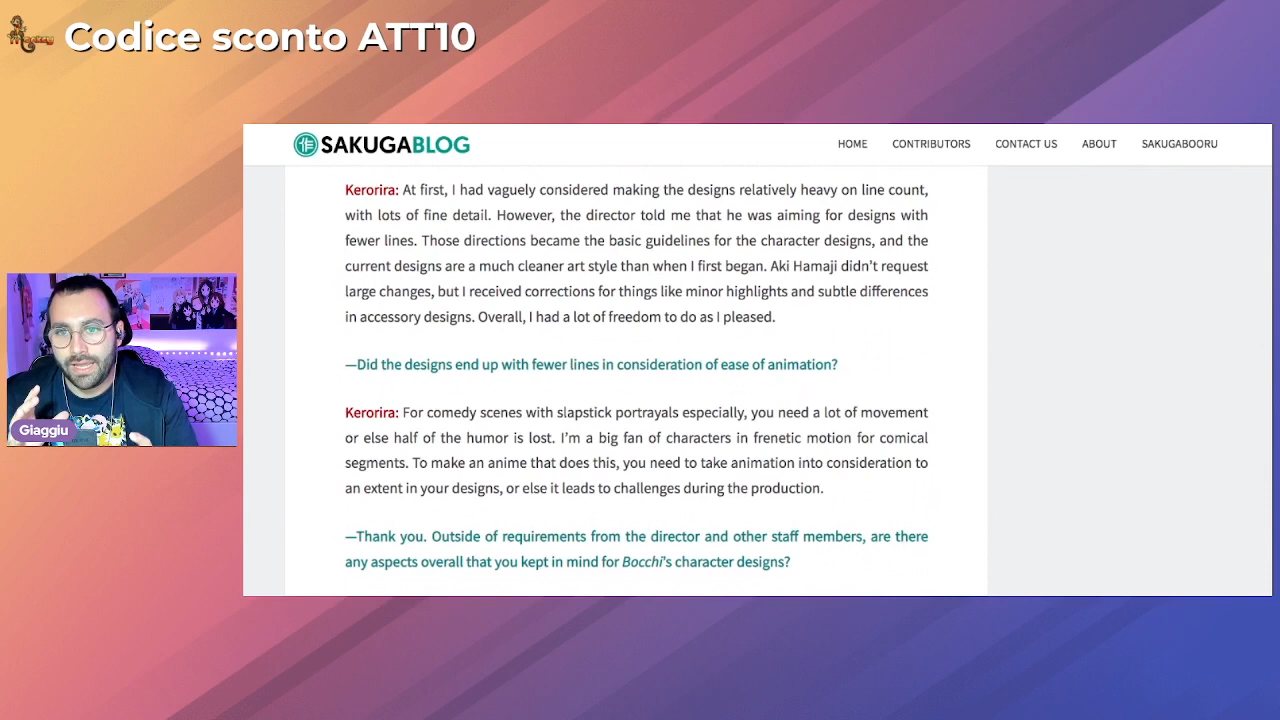 Codice sconto ATT10
SAKUGABLOG
HOME CONTRIBUTORS CONTACT US ABOUT SAKUGABOORU
Kerorira: At first, I had vaguely considered making the designs relatively heavy on line count,
with lots of fine detail. However, the director told me that he was aiming for designs with
fewer lines. Those directions became the basic guidelines for the character designs, and the
current designs are a much cleaner art style than when I first began. Aki Hamaji didn’t request
large changes, but I received corrections for things like minor highlights and subtle differences
in accessory designs. Overall, I had a lot of freedom to do as I pleased.
—Did the designs end up with fewer lines in consideration of ease of animation?
Kerorira: For comedy scenes with slapstick portrayals especially, you need a lot of movement
or else half of the humor is lost. I’m a big fan of characters in frenetic motion for comical
segments. To make an anime that does this, you need to take animation into consideration to
an extent in your designs, or else it leads to challenges during the production.
—Thank you. Outside of requirements from the director and other staff members, are there
any aspects overall that you kept in mind for Bocchi’s character designs?
Giaggiu